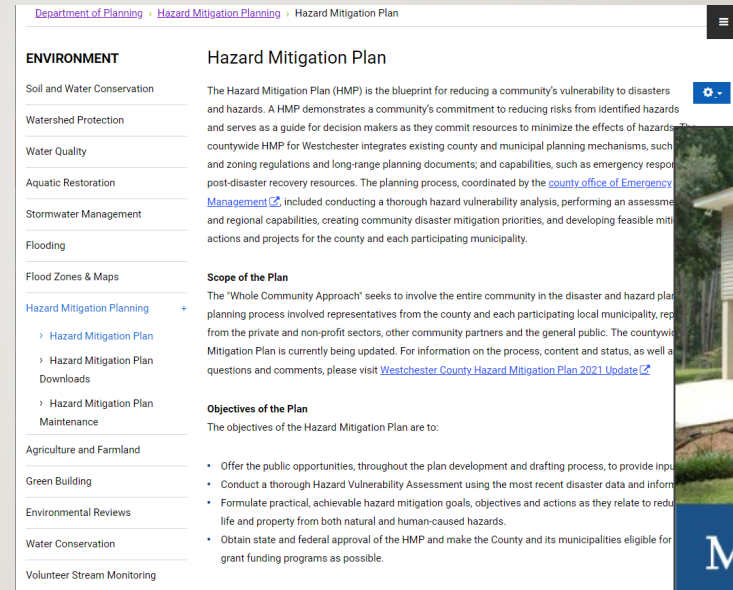 Department of Planning › Hazard Mitigation Planning › Hazard Mitigation Plan
ENVIRONMENT
Soil and Water Conservation
Watershed Protection
Water Quality
Aquatic Restoration
Stormwater Management
Flooding
Flood Zones & Maps
Hazard Mitigation Planning +
› Hazard Mitigation Plan
› Hazard Mitigation Plan
Downloads
› Hazard Mitigation Plan
Maintenance
Agriculture and Farmland
Green Building
Environmental Reviews
Water Conservation
Volunteer Stream Monitoring
Hazard Mitigation Plan
The Hazard Mitigation Plan (HMP) is the blueprint for reducing a community's vulnerability to disasters
and hazards. A HMP demonstrates a community's commitment to reducing risks from identified hazards
and serves as a guide for decision makers as they commit resources to minimize the effects of hazards. The
countywide HMP for Westchester integrates existing county and municipal planning mechanisms, such
and zoning regulations and long-range planning documents; and capabilities, such as emergency respon
post-disaster recovery resources. The planning process, coordinated by the county office of Emergency
Management, included conducting a thorough hazard vulnerability analysis, performing an assessme
and regional capabilities, creating community disaster mitigation priorities, and developing feasible miti
actions and projects for the county and each participating municipality.
Scope of the Plan
The "Whole Community Approach" seeks to involve the entire community in the disaster and hazard plan
planning process involved representatives from the county and each participating local municipality, rep
from the private and non-profit sectors, other community partners and the general public. The countywid
Mitigation Plan is currently being updated. For information on the process, content and status, as well a
questions and comments, please visit Westchester County Hazard Mitigation Plan 2021 Update
Objectives of the Plan
The objectives of the Hazard Mitigation Plan are to:
• Offer the public opportunities, throughout the plan development and drafting process, to provide inpu
• Conduct a thorough Hazard Vulnerability Assessment using the most recent disaster data and inform
• Formulate practical, achievable hazard mitigation goals, objectives and actions as they relate to redu
life and property from both natural and human-caused hazards.
• Obtain state and federal approval of the HMP and make the County and its municipalities eligible for
grant funding programs as possible.
M